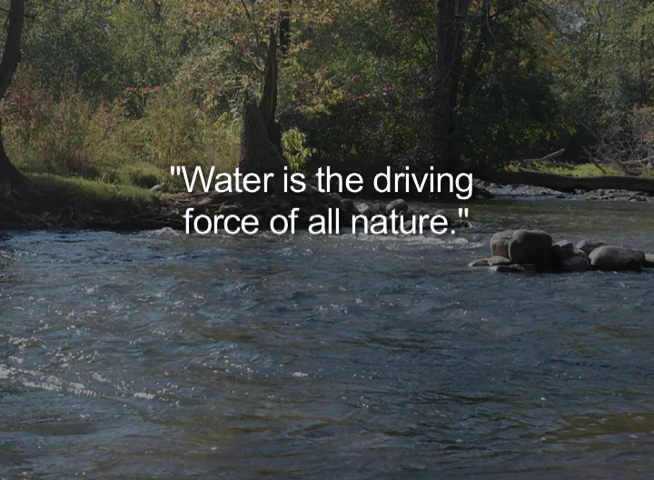 "Water is the driving
force of all nature."